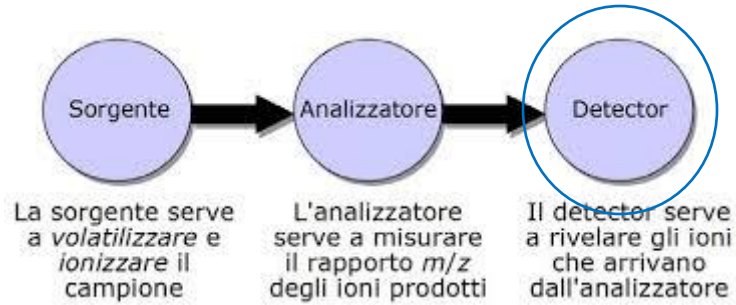 Sorgente
Analizzatore
Detector
La sorgente serve
a volatilizzare e
ionizzare il
campione
L'analizzatore
serve a misurare
il rapporto m/z
degli ioni prodotti
Il detector serve
a rivelare gli ioni
che arrivano
dall'analizzatore